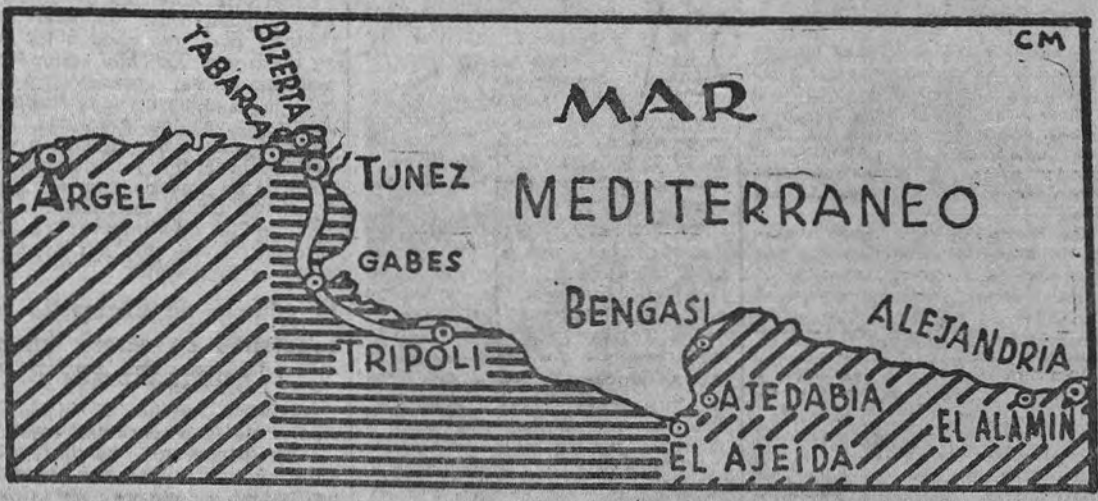 CM
TABARCA
BIZERTA
MAR
MEDITERRANEO
ARGEL
TUNEZ
GABES
TRIPOLI
BENGASI
ALEJANDRIA
AJEDABIA
EL ALAMIN
EL AJEIDA